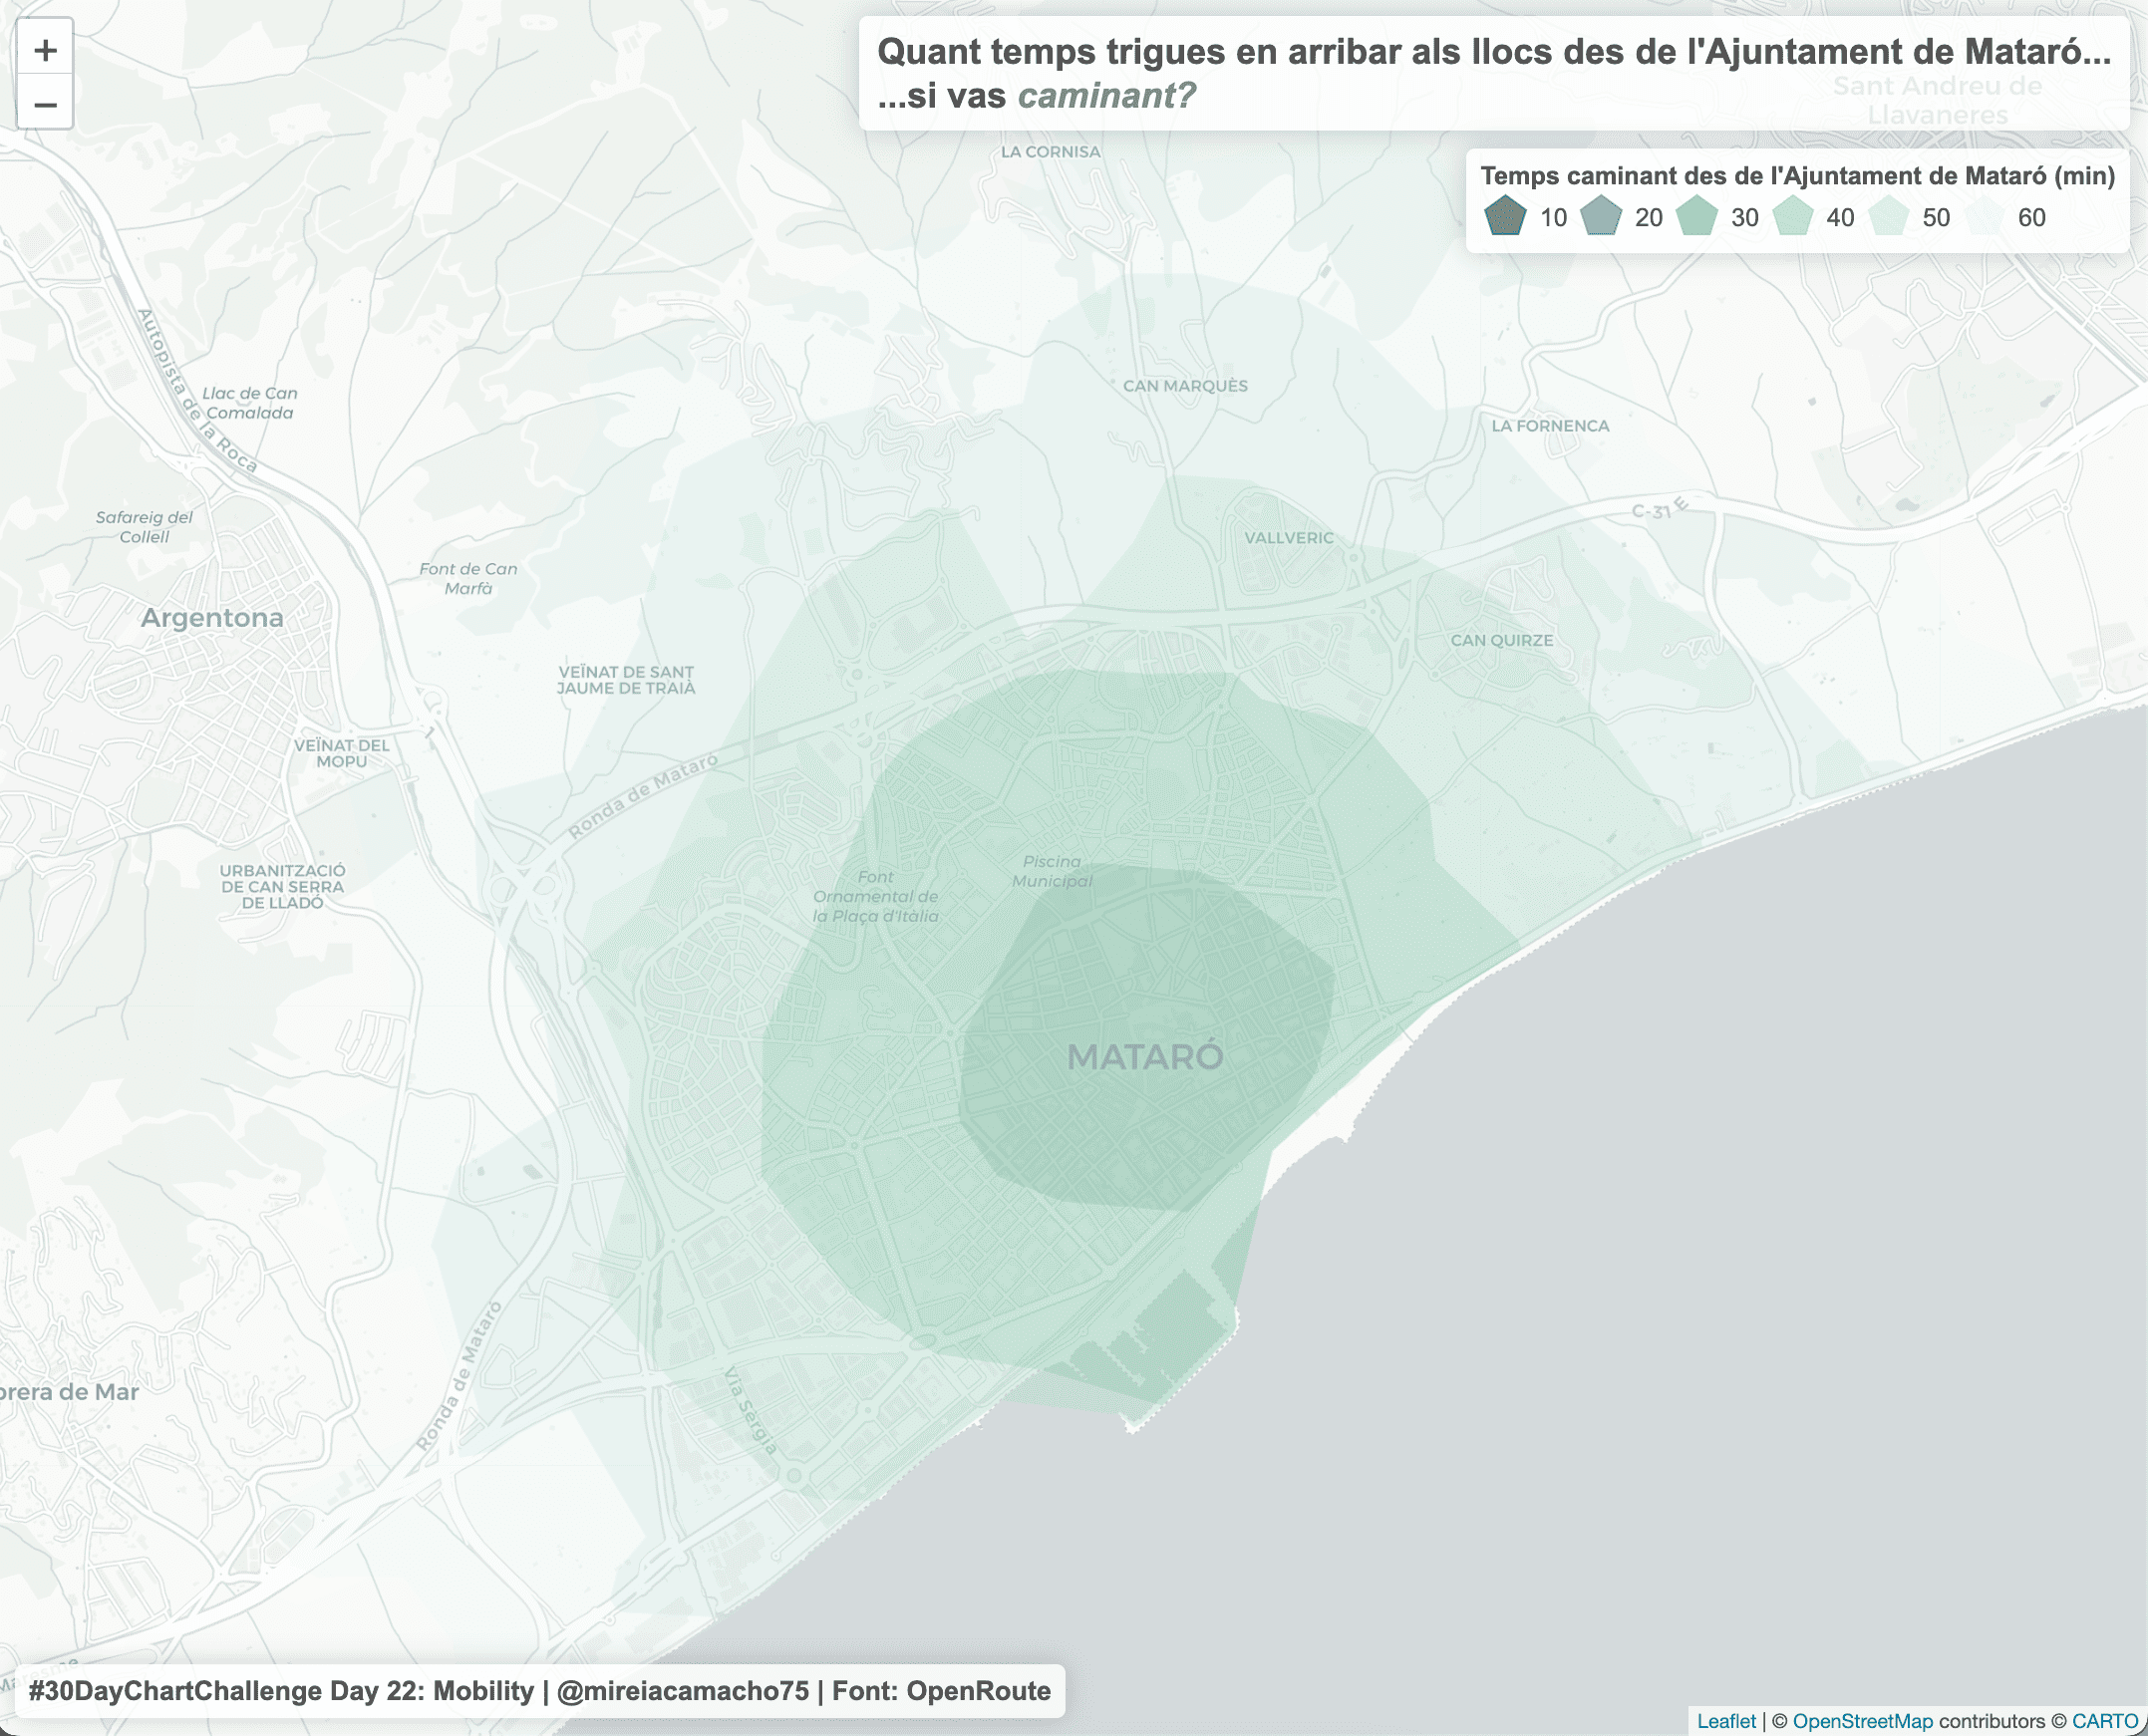 +
−
Quant temps trigues en arribar als llocs des de l'Ajuntament de Mataró...
...si vas caminant?
Sant Andreu de
Llavaneres
Temps caminant des de l'Ajuntament de Mataró (min)
10 20 30 40 50 60
LA CORNISA
Autopista de la Roca
Llac de Can
Comalada
CAN MARQUÈS
LA FORNENCA
C-31 E
Safareig del
Collell
VALLVERIC
Font de Can
Marfà
Argentona
CAN QUIRZE
VEÏNAT DE SANT
JAUME DE TRAIÀ
VEÏNAT DEL
MOPU
Ronda de Mataró
URBANITZACIÓ
DE CAN SERRA
DE LLADÓ
Piscina
Municipal
Font
Ornamental de
la Plaça d'Itàlia
MATARÓ
Ronda de Mataró
Via Sèrgia
rera de Mar
Maresme
#30DayChartChallenge Day 22: Mobility | @mireiacamacho75 | Font: OpenRoute
Leaflet | © OpenStreetMap contributors © CARTO